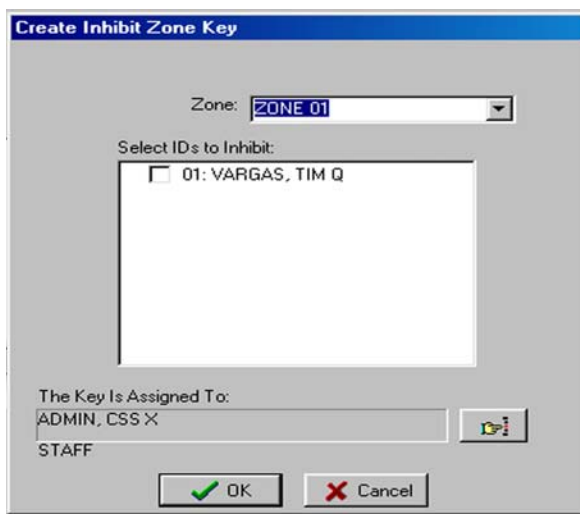 Create Inhibit Zone Key
Zone: ZONE 01
Select IDs to Inhibit:
01: VARGAS, TIM Q
The Key Is Assigned To:
ADMIN, CSS X
STAFF
OK Cancel